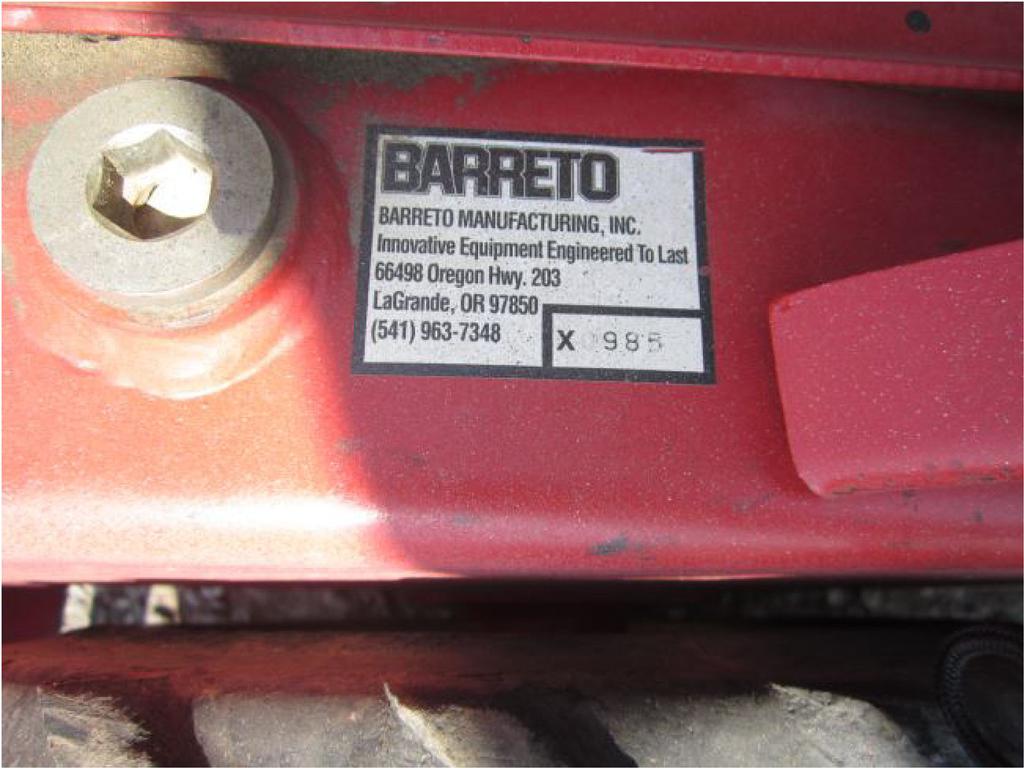 BARRETO
BARRETO MANUFACTURING, INC.
Innovative Equipment Engineered To Last
66498 Oregon Hwy. 203
LaGrande, OR 97850
(541) 963-7348
X 0985